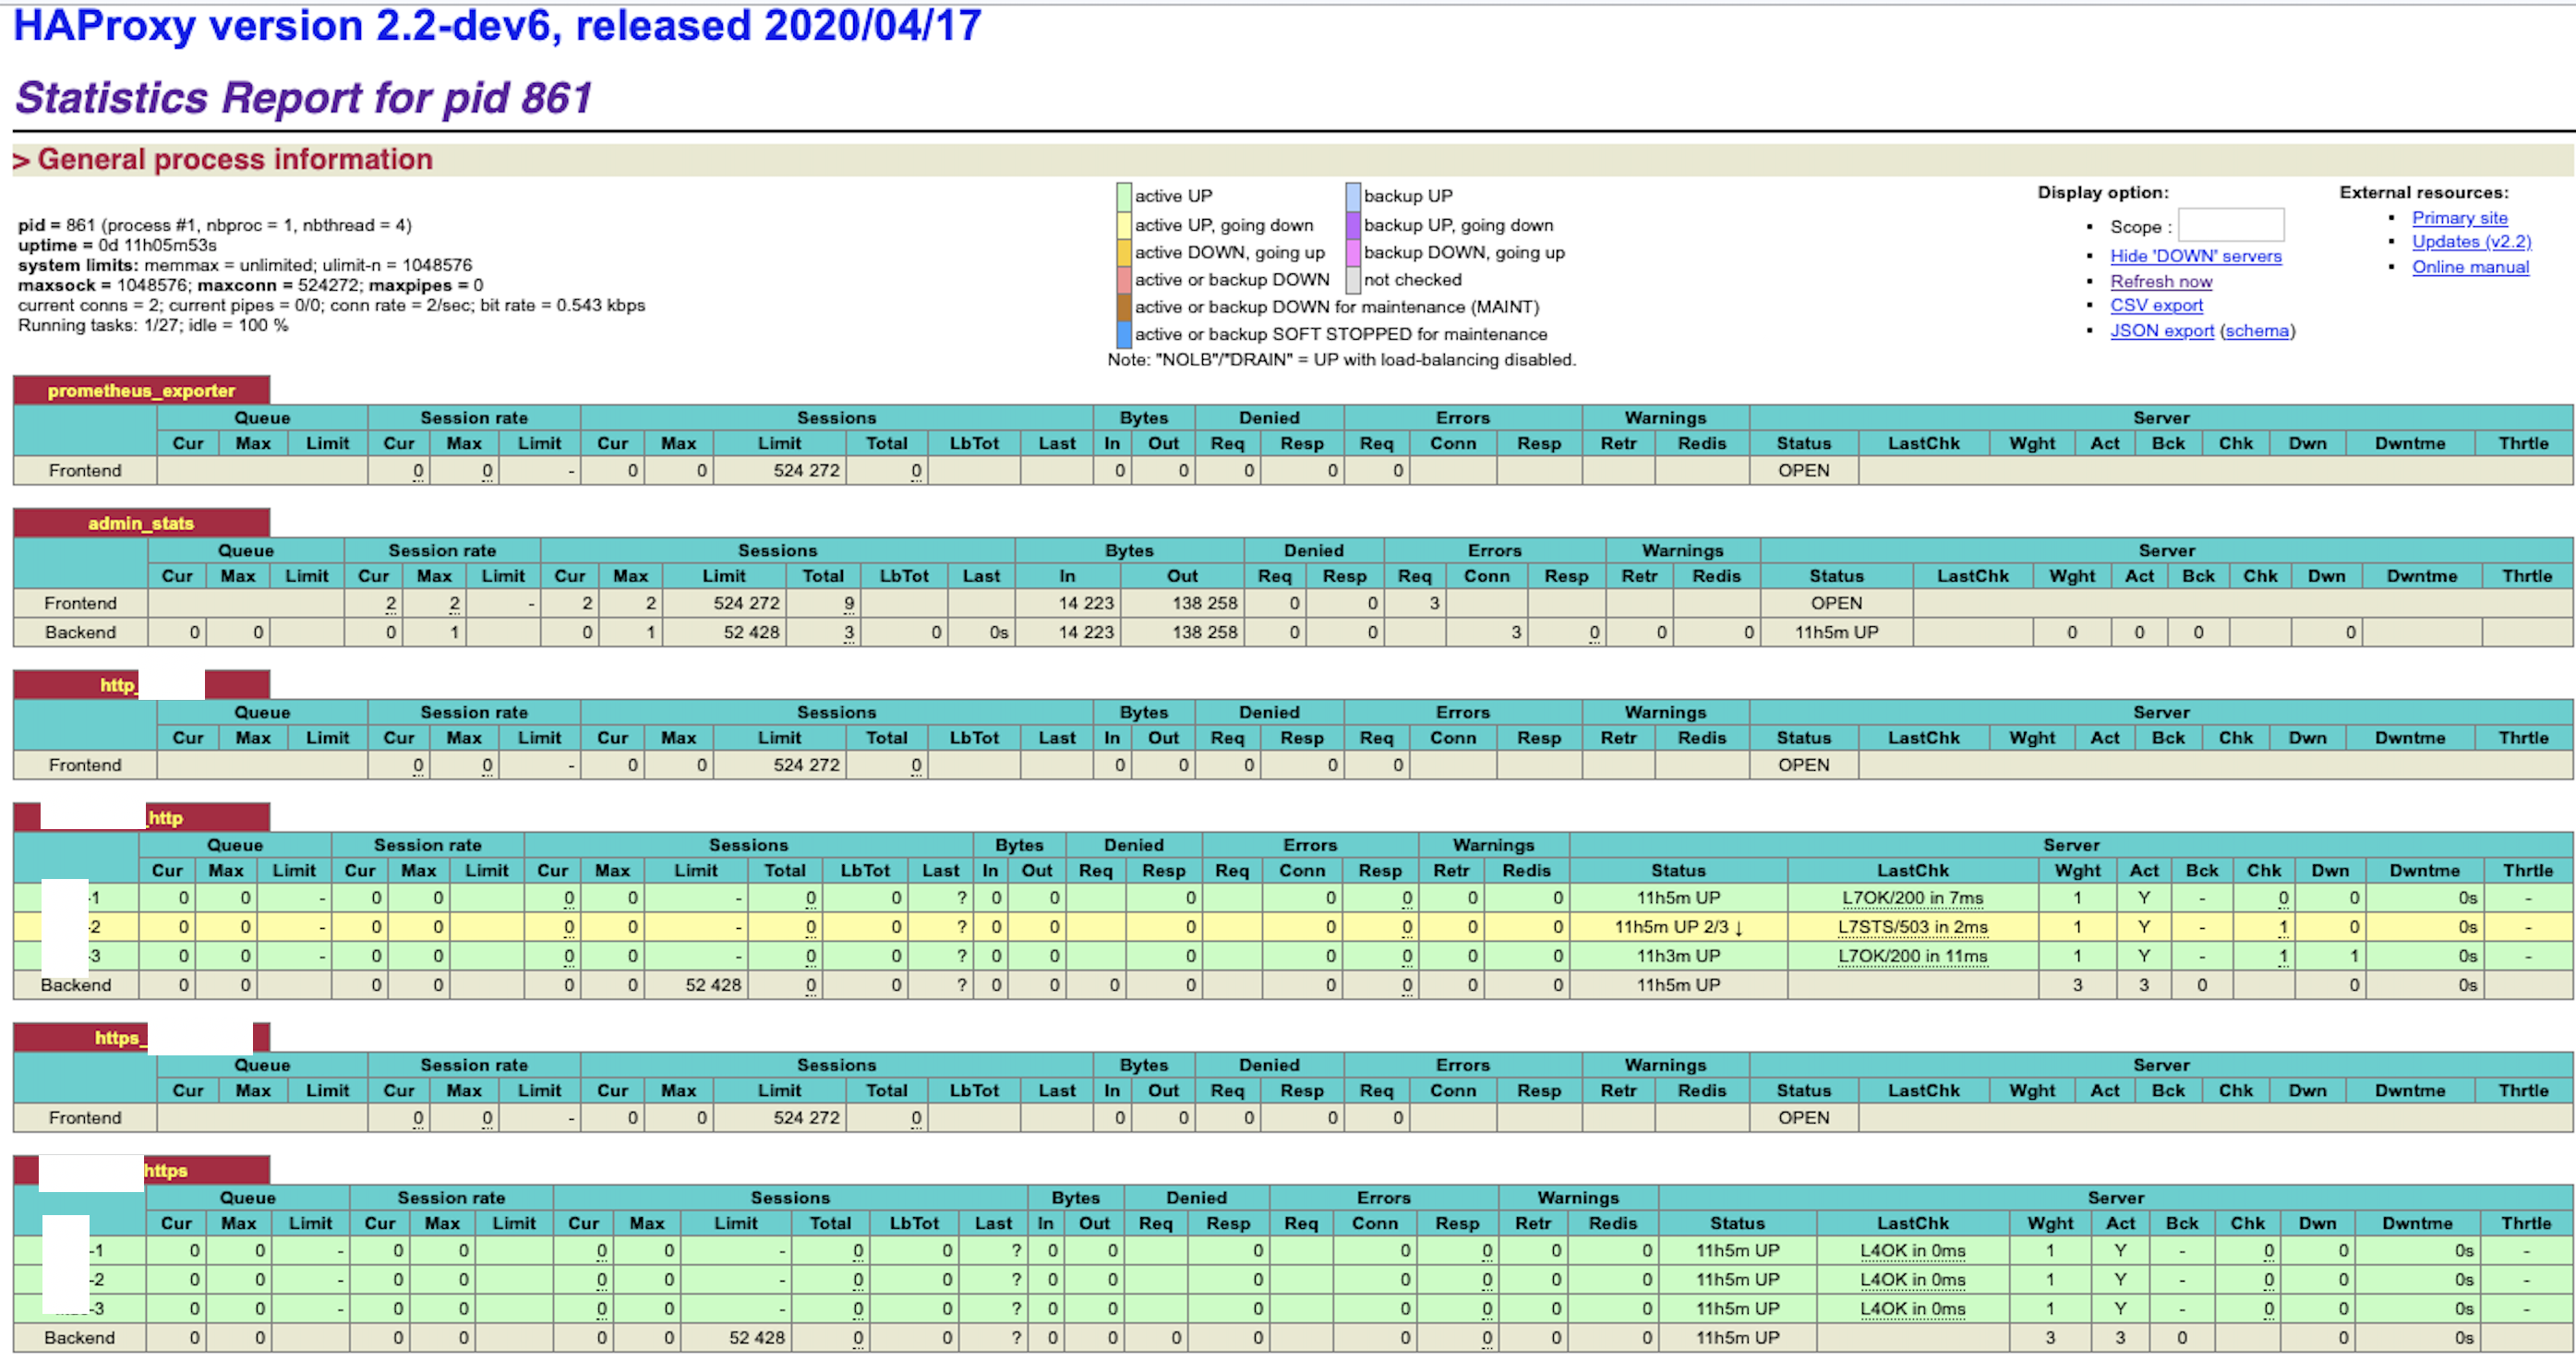 HAProxy version 2.2-dev6, released 2020/04/17
Statistics Report for pid 861
> General process information
pid = 861 (process #1, nbproc = 1, nbthread = 4)
uptime = 0d 11h05m53s
system limits: memmax = unlimited; ulimit-n = 1048576
maxsock = 1048576; maxconn = 524272; maxpipes = 0
current conns = 2; current pipes = 0/0; conn rate = 2/sec; bit rate = 0.543 kbps
Running tasks: 1/27; idle = 100 %
active UP backup UP
active UP, going down backup UP, going down
active DOWN, going up backup DOWN, going up
active or backup DOWN not checked
active or backup DOWN for maintenance (MAINT)
active or backup SOFT STOPPED for maintenance
Note: "NOLB"/"DRAIN" = UP with load-balancing disabled.
Display option:
Scope :
Hide 'DOWN' servers
Refresh now
CSV export
JSON export (schema)
External resources:
Primary site
Updates (v2.2)
Online manual
prometheus_exporter
Queue Session rate Sessions Bytes Denied Errors Warnings Server
Cur Max Limit Cur Max Limit Cur Max Limit Total LbTot Last In Out Req Resp Req Conn Resp Retr Redis Status LastChk Wght Act Bck Chk Dwn Dwntme Thrtle
Frontend 0 0 - 0 0 524 272 0 0 0 0 0 0 OPEN
admin_stats
Queue Session rate Sessions Bytes Denied Errors Warnings Server
Cur Max Limit Cur Max Limit Cur Max Limit Total LbTot Last In Out Req Resp Req Conn Resp Retr Redis Status LastChk Wght Act Bck Chk Dwn Dwntme Thrtle
Frontend 2 2 - 2 2 524 272 9 14 223 138 258 0 0 3 OPEN
Backend 0 0 0 1 0 1 52 428 3 0 0s 14 223 138 258 0 0 3 0 0 0 11h5m UP 0 0 0 0
http_
Queue Session rate Sessions Bytes Denied Errors Warnings Server
Cur Max Limit Cur Max Limit Cur Max Limit Total LbTot Last In Out Req Resp Req Conn Resp Retr Redis Status LastChk Wght Act Bck Chk Dwn Dwntme Thrtle
Frontend 0 0 - 0 0 524 272 0 0 0 0 0 0 OPEN
_http
Queue Session rate Sessions Bytes Denied Errors Warnings Server
Cur Max Limit Cur Max Limit Cur Max Limit Total LbTot Last In Out Req Resp Req Conn Resp Retr Redis Status LastChk Wght Act Bck Chk Dwn Dwntme Thrtle
-1 0 0 - 0 0 0 0 - 0 0 ? 0 0 0 0 0 0 0 11h5m UP L7OK/200 in 7ms 1 Y - 0 0 0s -
-2 0 0 - 0 0 0 0 - 0 0 ? 0 0 0 0 0 0 0 11h5m UP 2/3 ↓ L7STS/503 in 2ms 1 Y - 1 0 0s -
-3 0 0 - 0 0 0 0 - 0 0 ? 0 0 0 0 0 0 0 11h3m UP L7OK/200 in 11ms 1 Y - 1 1 0s -
Backend 0 0 0 0 0 0 52 428 0 0 ? 0 0 0 0 0 0 0 0 11h5m UP 3 3 0 0 0s
https_
Queue Session rate Sessions Bytes Denied Errors Warnings Server
Cur Max Limit Cur Max Limit Cur Max Limit Total LbTot Last In Out Req Resp Req Conn Resp Retr Redis Status LastChk Wght Act Bck Chk Dwn Dwntme Thrtle
Frontend 0 0 - 0 0 524 272 0 0 0 0 0 0 OPEN
https
Queue Session rate Sessions Bytes Denied Errors Warnings Server
Cur Max Limit Cur Max Limit Cur Max Limit Total LbTot Last In Out Req Resp Req Conn Resp Retr Redis Status LastChk Wght Act Bck Chk Dwn Dwntme Thrtle
-1 0 0 - 0 0 0 0 - 0 0 ? 0 0 0 0 0 0 0 11h5m UP L4OK in 0ms 1 Y - 0 0 0s -
-2 0 0 - 0 0 0 0 - 0 0 ? 0 0 0 0 0 0 0 11h5m UP L4OK in 0ms 1 Y - 0 0 0s -
-3 0 0 - 0 0 0 0 - 0 0 ? 0 0 0 0 0 0 0 11h5m UP L4OK in 0ms 1 Y - 0 0 0s -
Backend 0 0 0 0 0 0 52 428 0 0 ? 0 0 0 0 0 0 0 0 11h5m UP 3 3 0 0 0s